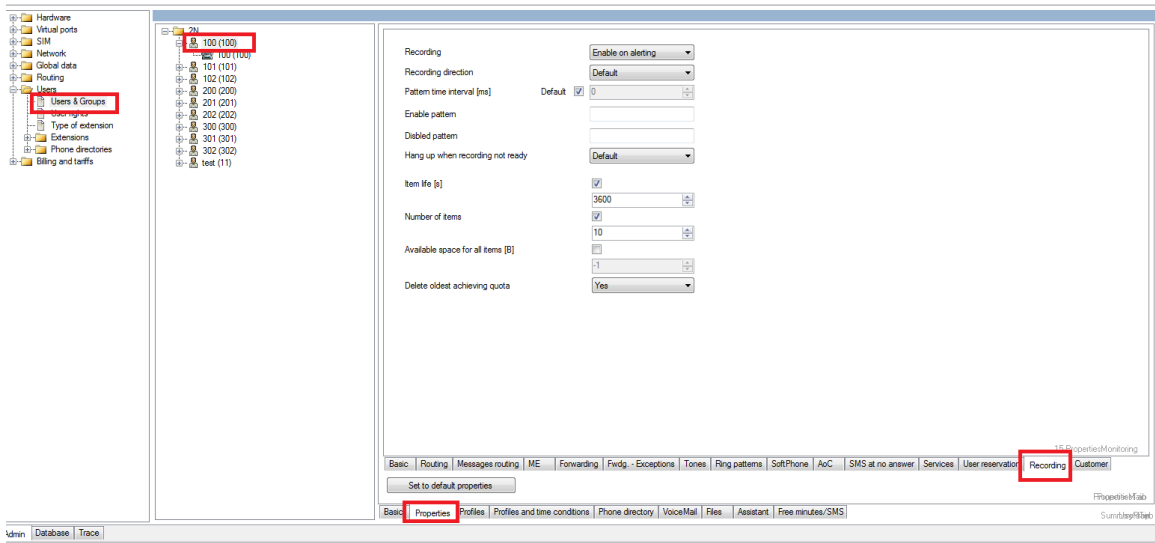 Hardware
Virtual ports
SIM
Network
Global data
Routing
Users
Users & Groups
User rights
Type of extension
Extensions
Phone directories
Billing and tariffs
2N
100 (100)
100 (100)
101 (101)
102 (102)
200 (200)
201 (201)
202 (202)
300 (300)
301 (301)
302 (302)
test (11)
Recording Enable on alerting
Recording direction Default
Pattern time interval [ms] Default 0
Enable pattern
Disbled pattern
Hang up when recording not ready Default
Item life [s]
3600
Number of items
10
Available space for all items [B]
-1
Delete oldest achieving quota Yes
15 PropertiesMonitoring
Basic Routing Messages routing ME Forwarding Fwdg. - Exceptions Tones Ring patterns SoftPhone AoC SMS at no answer Services User reservation Recording Customer
Set to default properties
Basic Properties Profiles Profiles and time conditions Phone directory VoiceMail Files Assistant Free minutes/SMS
Admin Database Trace